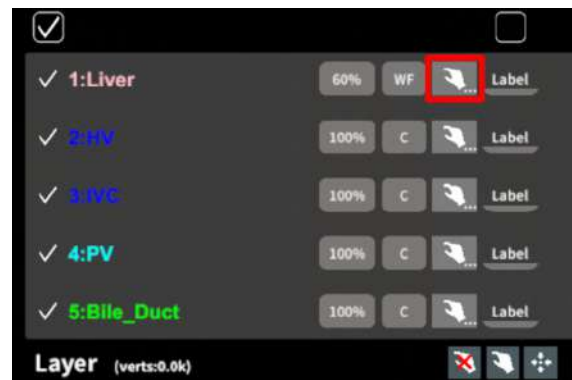 1:Liver 60% WF ... Label
2:HV 100% C ... Label
3:IVC 100% C ... Label
4:PV 100% C ... Label
5:Bile_Duct 100% C ... Label
Layer (verts:0.0k)